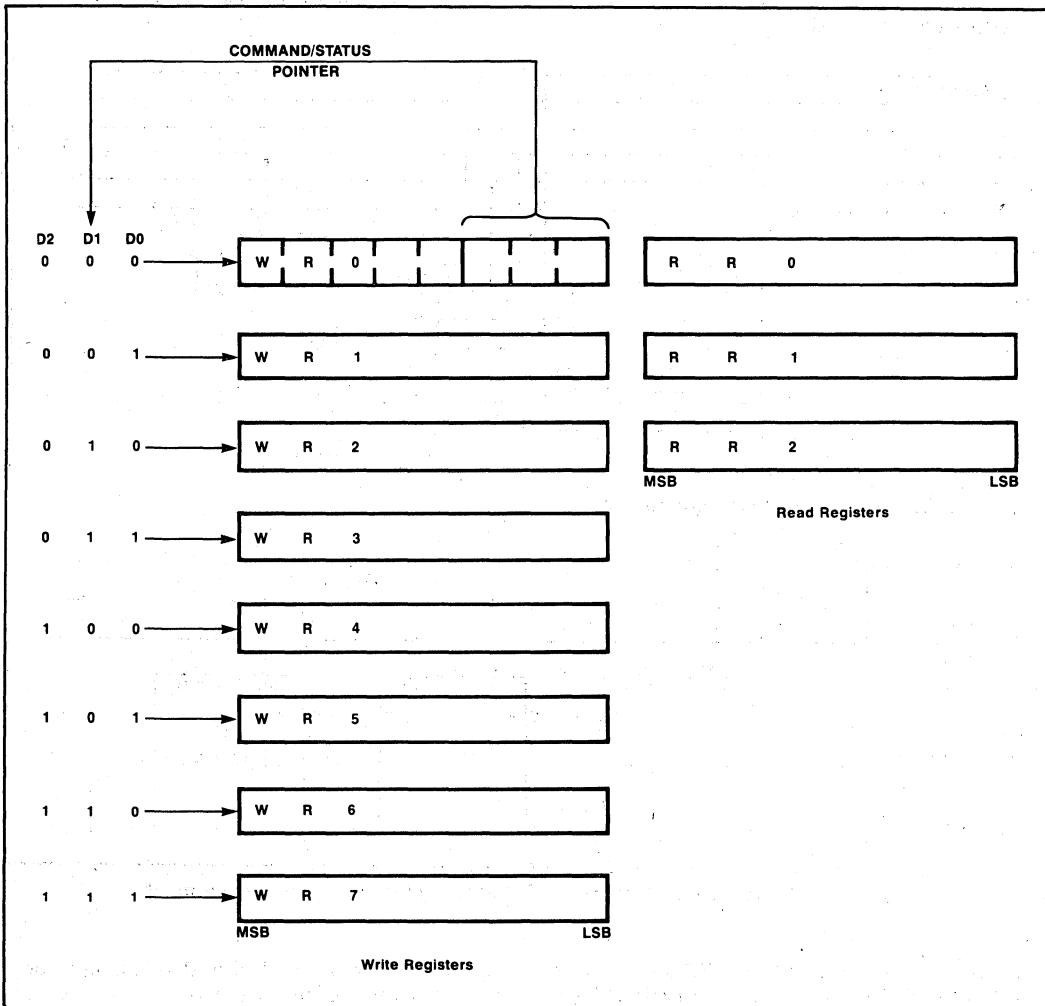 COMMAND/STATUS
POINTER
D2 D1 D0
0 0 0 W R 0 R R 0
0 0 1 W R 1 R R 1
0 1 0 W R 2 R R 2
MSB LSB
Read Registers
0 1 1 W R 3
1 0 0 W R 4
1 0 1 W R 5
1 1 0 W R 6
1 1 1 W R 7
MSB LSB
Write Registers